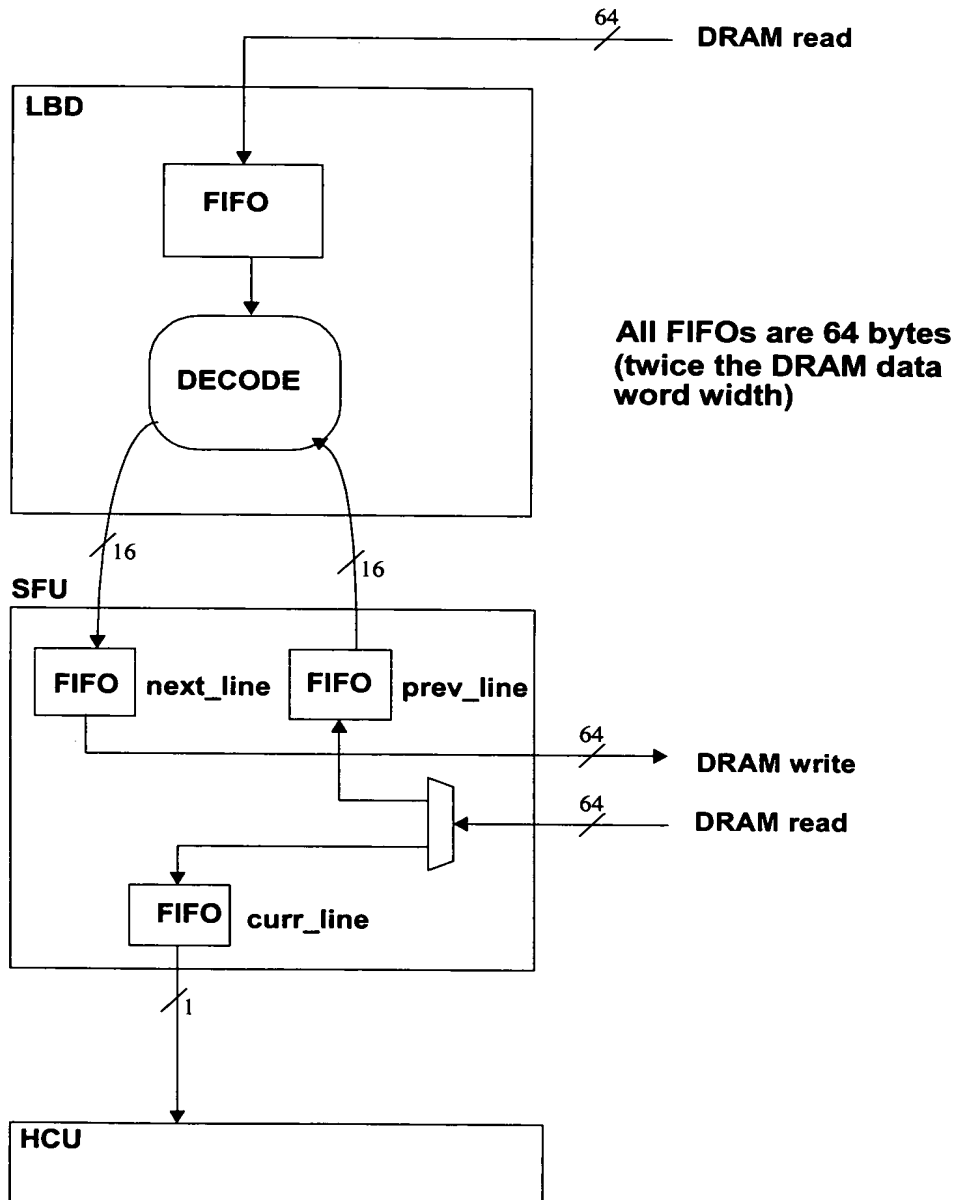 64
DRAM read
LBD
FIFO
All FIFOs are 64 bytes
(twice the DRAM data
word width)
DECODE
16
16
SFU
FIFO
next_line
FIFO
prev_line
64
DRAM write
64
DRAM read
FIFO
curr_line
1
HCU